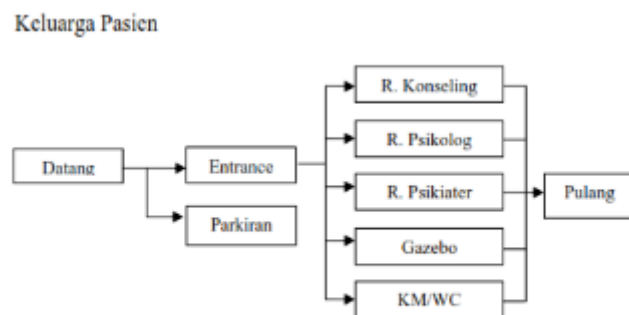 Keluarga Pasien
R. Konseling
R. Psikolog
Datang
Entrance
R. Psikiater
Pulang
Parkiran
Gazebo
KM/WC